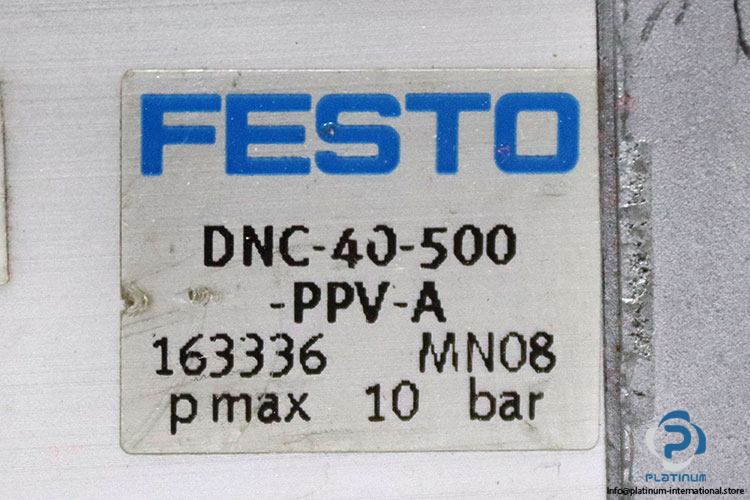 FESTO
DNC-40-500
-PPV-A
163336 MN08
p max 10 bar
PLATINUM
info@platinum-international.store